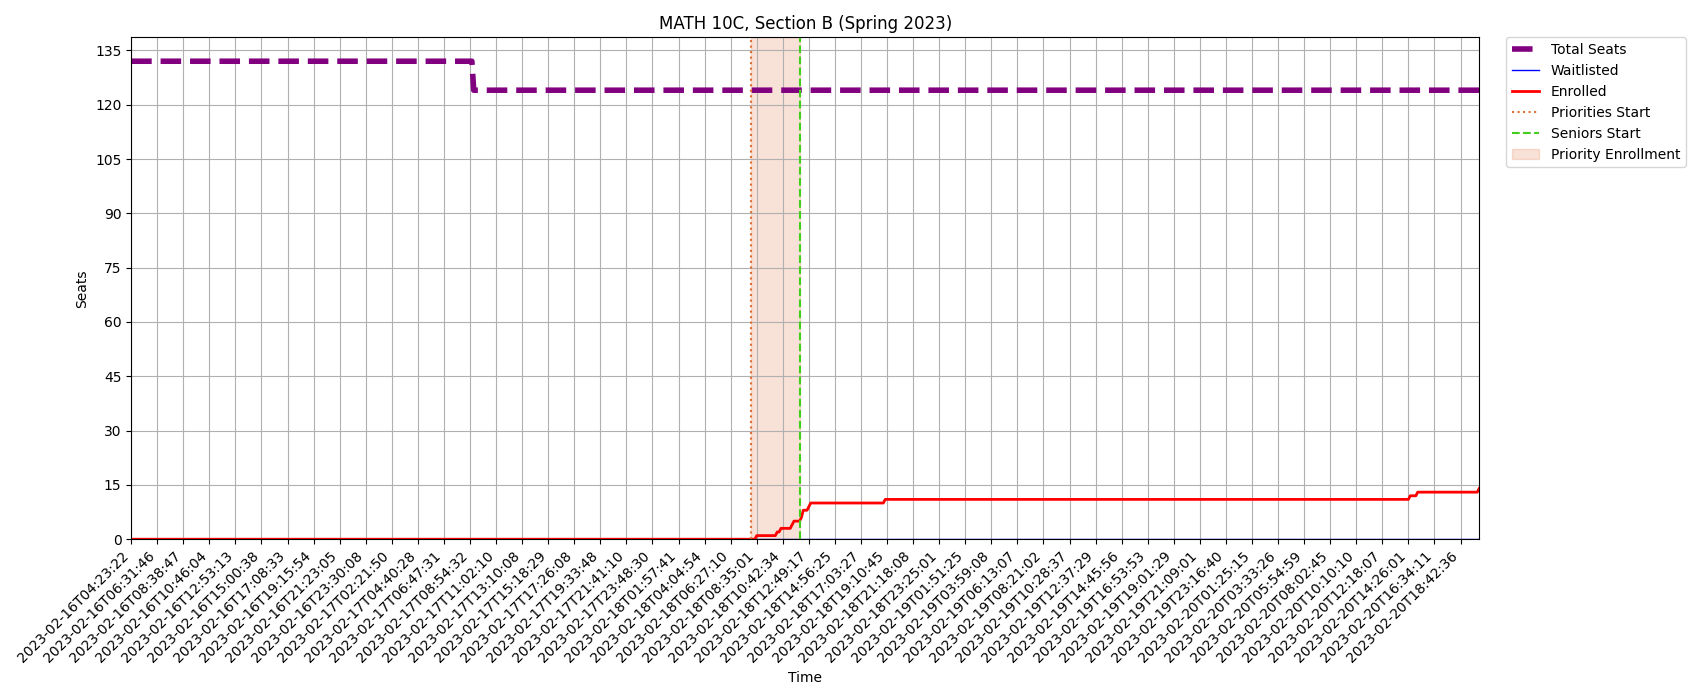 MATH 10C, Section B (Spring 2023)
Total Seats
Waitlisted
Enrolled
Priorities Start
Seniors Start
Priority Enrollment
Seats
135
120
105
90
75
60
45
30
15
0
2023-02-16T04:23:22
2023-02-16T06:31:46
2023-02-16T08:38:47
2023-02-16T10:46:04
2023-02-16T12:53:13
2023-02-16T15:00:38
2023-02-16T17:08:33
2023-02-16T19:15:54
2023-02-16T21:23:05
2023-02-16T23:30:08
2023-02-17T02:21:50
2023-02-17T04:40:28
2023-02-17T06:47:31
2023-02-17T08:54:32
2023-02-17T11:02:10
2023-02-17T13:10:08
2023-02-17T15:18:29
2023-02-17T17:26:08
2023-02-17T19:33:48
2023-02-17T21:41:10
2023-02-17T23:48:30
2023-02-18T01:57:41
2023-02-18T04:04:54
2023-02-18T06:27:10
2023-02-18T08:35:01
2023-02-18T10:42:34
2023-02-18T12:49:17
2023-02-18T14:56:25
2023-02-18T17:03:27
2023-02-18T19:10:45
2023-02-18T21:18:08
2023-02-18T23:25:01
2023-02-19T01:51:25
2023-02-19T03:59:08
2023-02-19T06:13:07
2023-02-19T08:21:02
2023-02-19T10:28:37
2023-02-19T12:37:29
2023-02-19T14:45:56
2023-02-19T16:53:53
2023-02-19T19:01:29
2023-02-19T21:09:01
2023-02-19T23:16:40
2023-02-20T01:25:15
2023-02-20T03:33:26
2023-02-20T05:54:59
2023-02-20T08:02:45
2023-02-20T10:10:16
2023-02-20T12:18:07
2023-02-20T14:26:01
2023-02-20T16:34:11
2023-02-20T18:42:36
Time